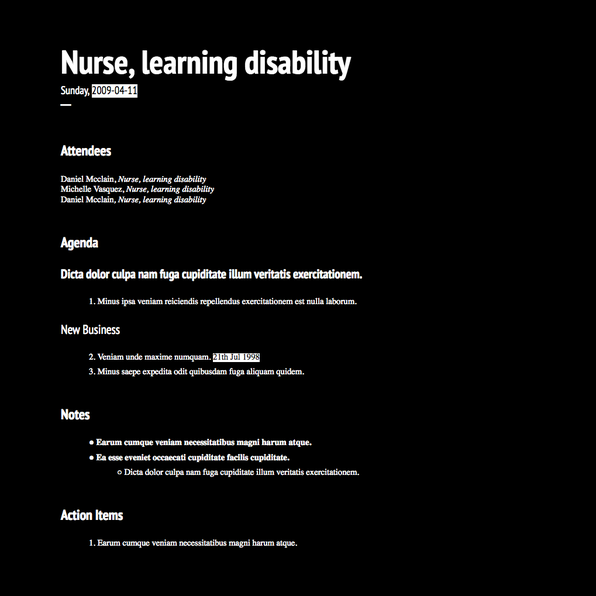 Nurse, learning disability
Sunday, 2009-04-11
Attendees
Daniel Mcclain, Nurse, learning disability
Michelle Vasquez, Nurse, learning disability
Daniel Mcclain, Nurse, learning disability
Agenda
Dicta dolor culpa nam fuga cupiditate illum veritatis exercitationem.
1. Minus ipsa veniam reiciendis repellendus exercitationem est nulla laborum.
New Business
2. Veniam unde maxime numquam. 21th Jul 1998
3. Minus saepe expedita odit quibusdam fuga aliquam quidem.
Notes
● Earum cumque veniam necessitatibus magni harum atque.
● Ea esse eveniet occaecati cupiditate facilis cupiditate.
○ Dicta dolor culpa nam fuga cupiditate illum veritatis exercitationem.
Action Items
1. Earum cumque veniam necessitatibus magni harum atque.